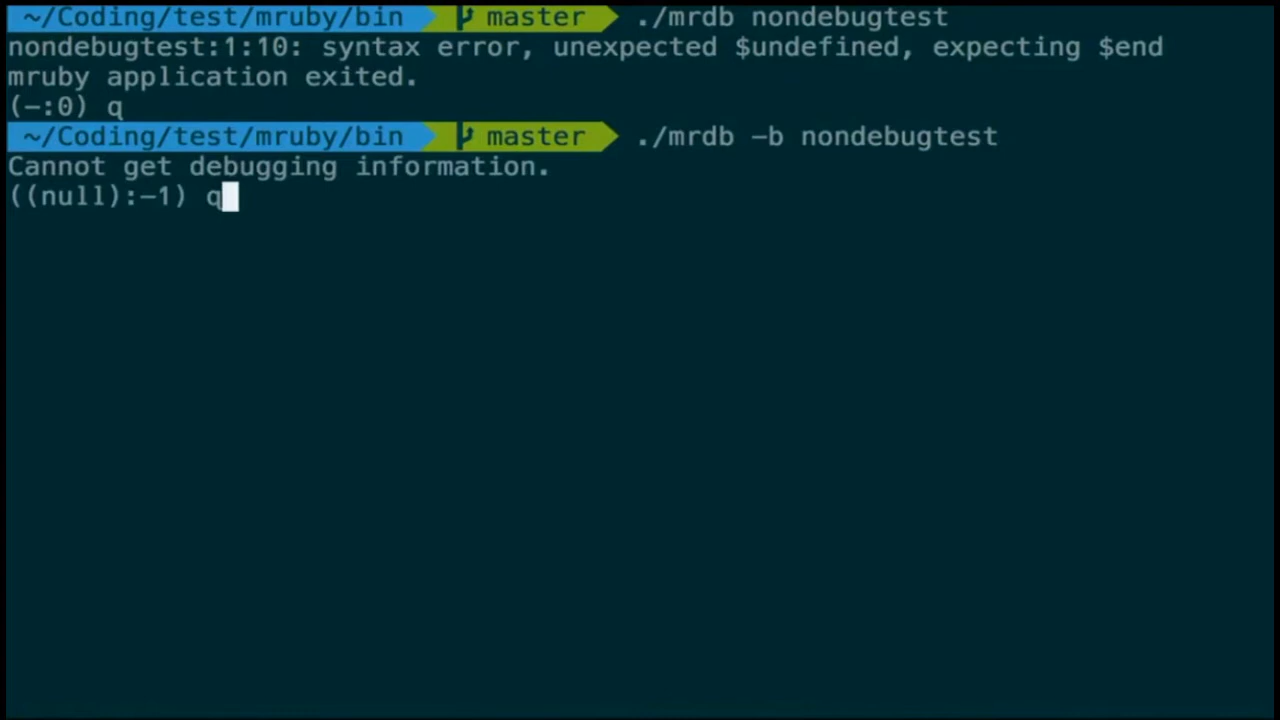 ~/Coding/test/mruby/bin master ./mrdb nondebugtest
nondebugtest:1:10: syntax error, unexpected $undefined, expecting $end
mruby application exited.
(-:0) q
~/Coding/test/mruby/bin master ./mrdb -b nondebugtest
Cannot get debugging information.
((null):-1) q